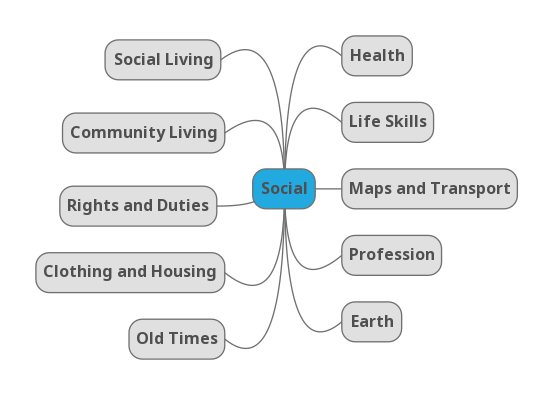 Social Living
Community Living
Rights and Duties
Clothing and Housing
Old Times
Social
Health
Life Skills
Maps and Transport
Profession
Earth